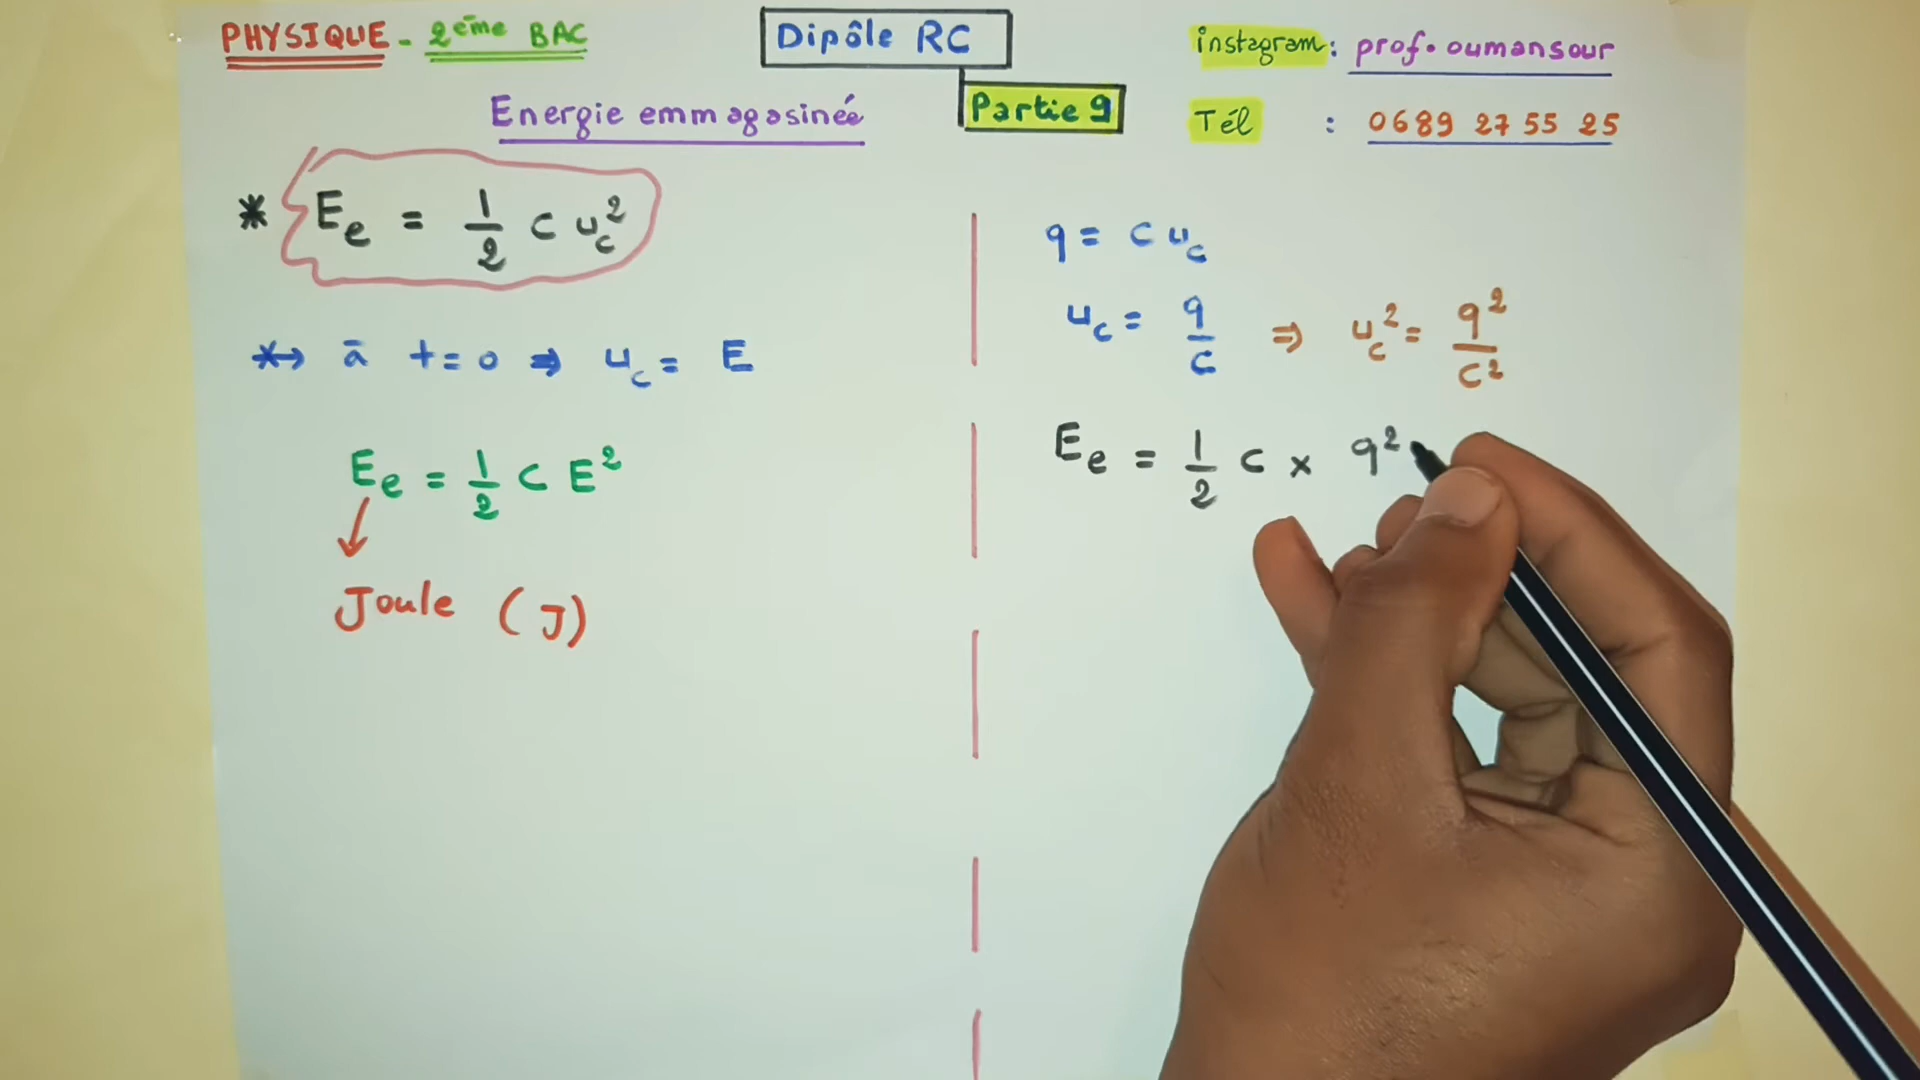 PHYSIQUE - 2ème BAC
Dipôle RC
Partie 9
Energie emmagasinée
instagram : prof.oumansour
Tél : 0689 27 55 25
* Ee = 1/2 C uc²
*→ à t=0 ⇒ uc = E
Ee = 1/2 C E²
Joule (J)
q = C uc
uc = q/C ⇒ uc² = q²/C²
Ee = 1/2 C × q²